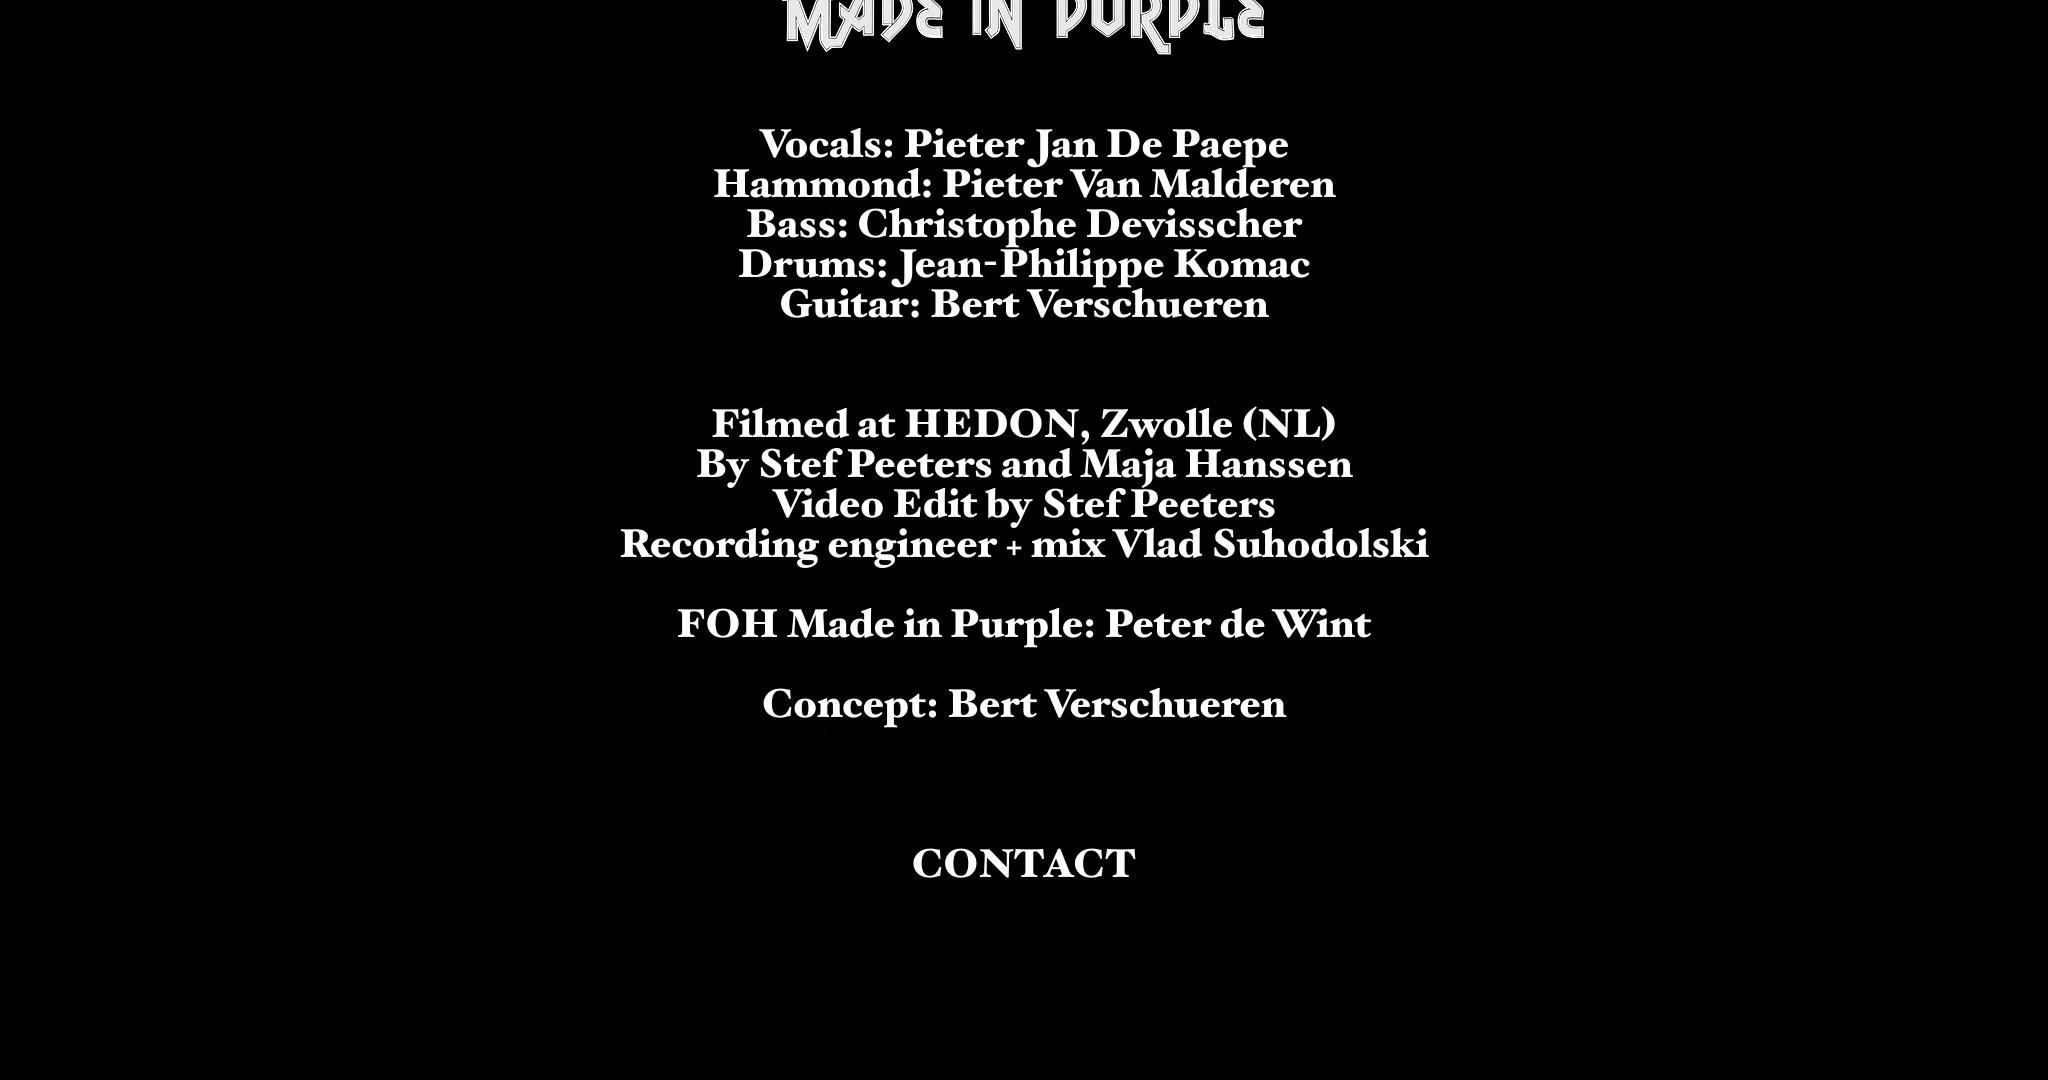 MADE IN PURPLE
Vocals: Pieter Jan De Paepe
Hammond: Pieter Van Malderen
Bass: Christophe Devisscher
Drums: Jean-Philippe Komac
Guitar: Bert Verschueren
Filmed at HEDON, Zwolle (NL)
By Stef Peeters and Maja Hanssen
Video Edit by Stef Peeters
Recording engineer + mix Vlad Suhodolski
FOH Made in Purple: Peter de Wint
Concept: Bert Verschueren
CONTACT